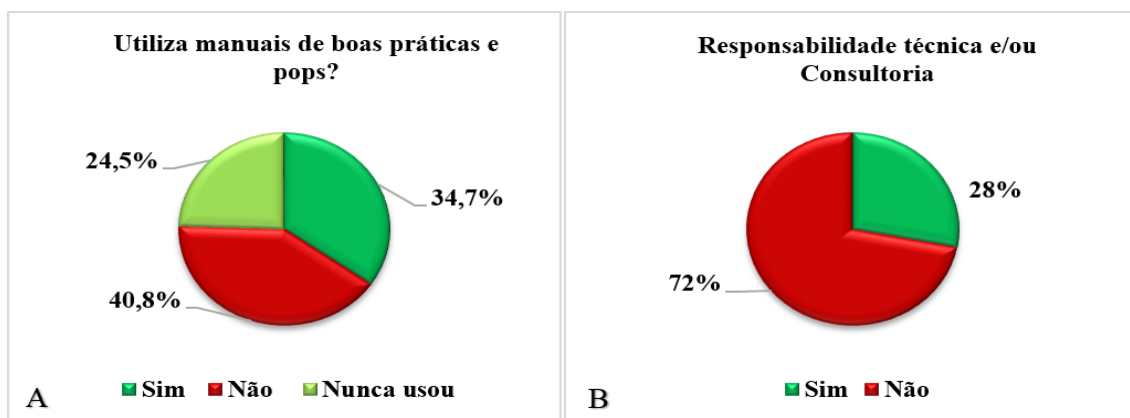 Utiliza manuais de boas práticas e
pops?
24,5%
34,7%
40,8%
A
Sim Não Nunca usou
Responsabilidade técnica e/ou
Consultoria
28%
72%
B
Sim Não